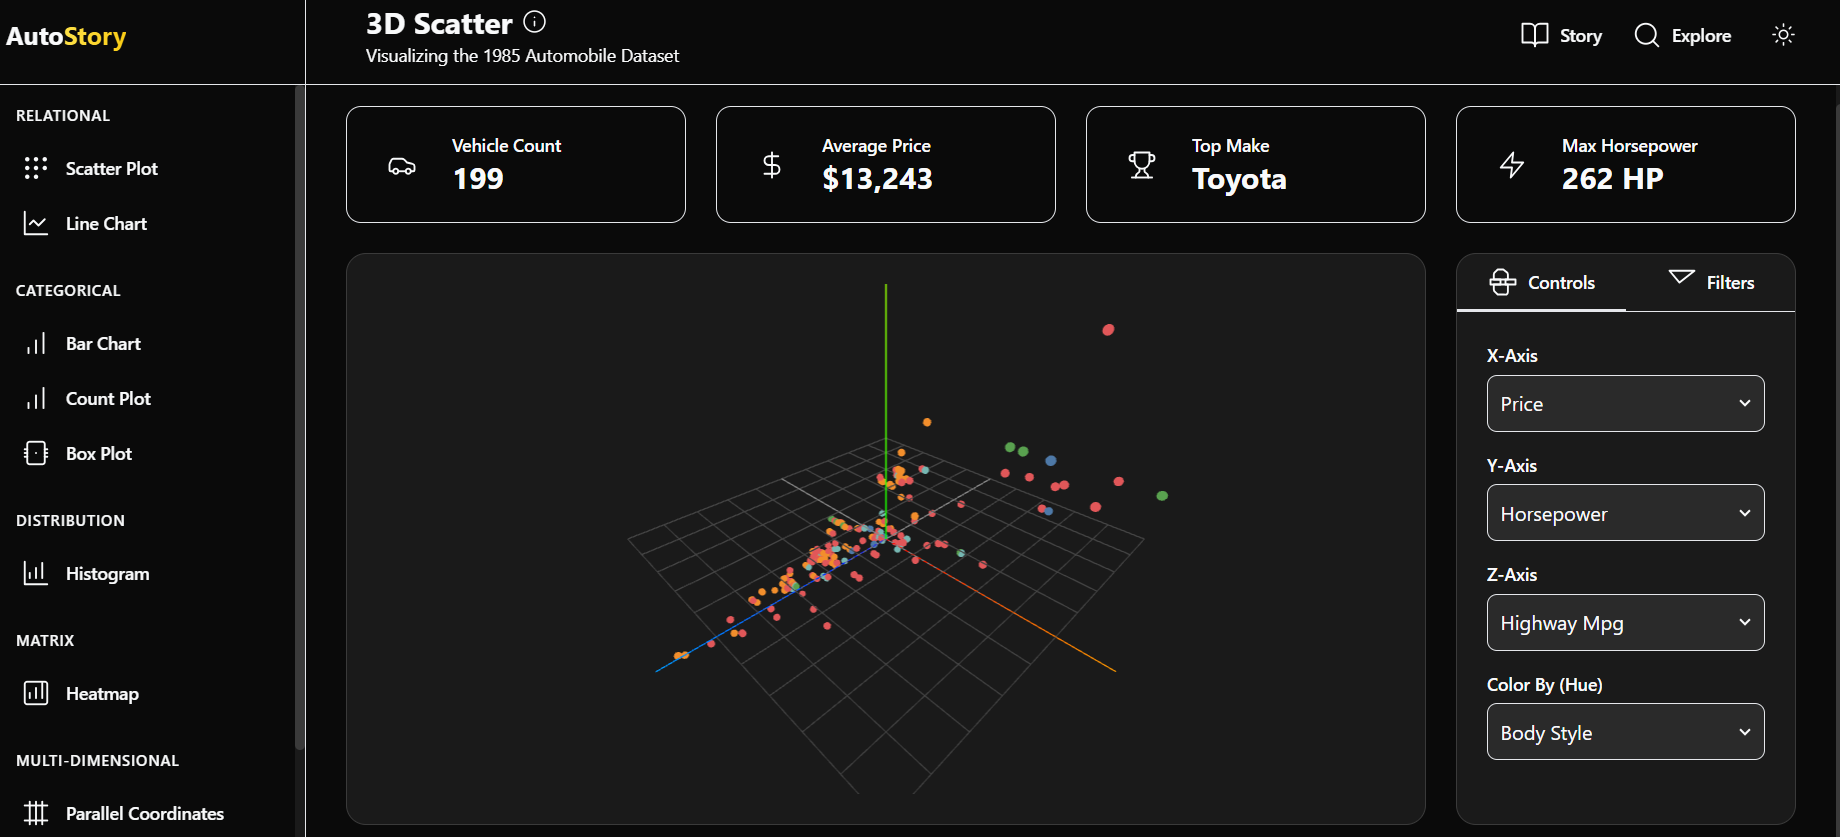 AutoStory
3D Scatter
Visualizing the 1985 Automobile Dataset
Story
Explore
RELATIONAL
Scatter Plot
Line Chart
CATEGORICAL
Bar Chart
Count Plot
Box Plot
DISTRIBUTION
Histogram
MATRIX
Heatmap
MULTI-DIMENSIONAL
Parallel Coordinates
Vehicle Count
199
Average Price
$13,243
Top Make
Toyota
Max Horsepower
262 HP
Controls
Filters
X-Axis
Price
Y-Axis
Horsepower
Z-Axis
Highway Mpg
Color By (Hue)
Body Style